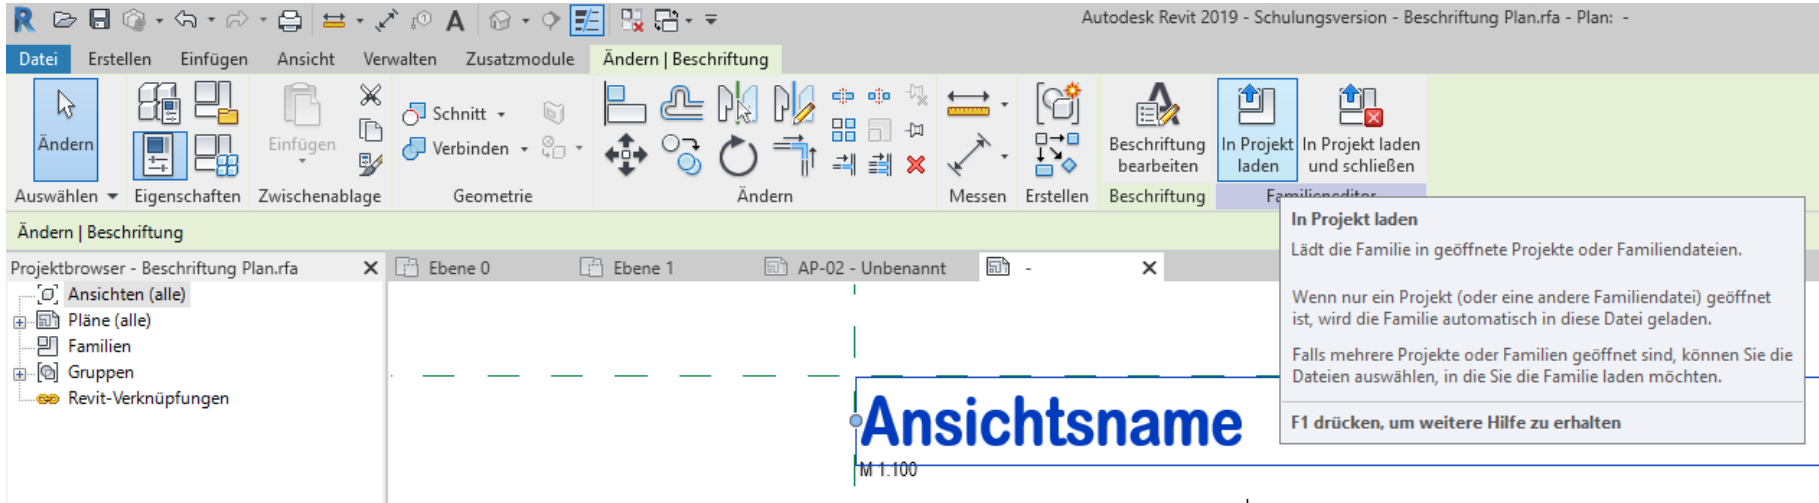 Autodesk Revit 2019 - Schulungsversion - Beschriftung Plan.rfa - Plan: -
Datei Erstellen Einfügen Ansicht Verwalten Zusatzmodule Ändern | Beschriftung
Ändern
Einfügen
Schnitt
Verbinden
Beschriftung bearbeiten
In Projekt laden
In Projekt laden und schließen
Auswählen Eigenschaften Zwischenablage Geometrie Ändern Messen Erstellen Beschriftung Familieneditor
Ändern | Beschriftung
Projektbrowser - Beschriftung Plan.rfa
Ebene 0 Ebene 1 AP-02 - Unbenannt -
Ansichten (alle)
Pläne (alle)
Familien
Gruppen
Revit-Verknüpfungen
In Projekt laden
Lädt die Familie in geöffnete Projekte oder Familiendateien.
Wenn nur ein Projekt (oder eine andere Familiendatei) geöffnet
ist, wird die Familie automatisch in diese Datei geladen.
Falls mehrere Projekte oder Familien geöffnet sind, können Sie die
Dateien auswählen, in die Sie die Familie laden möchten.
F1 drücken, um weitere Hilfe zu erhalten
Ansichtsname
M 1:100